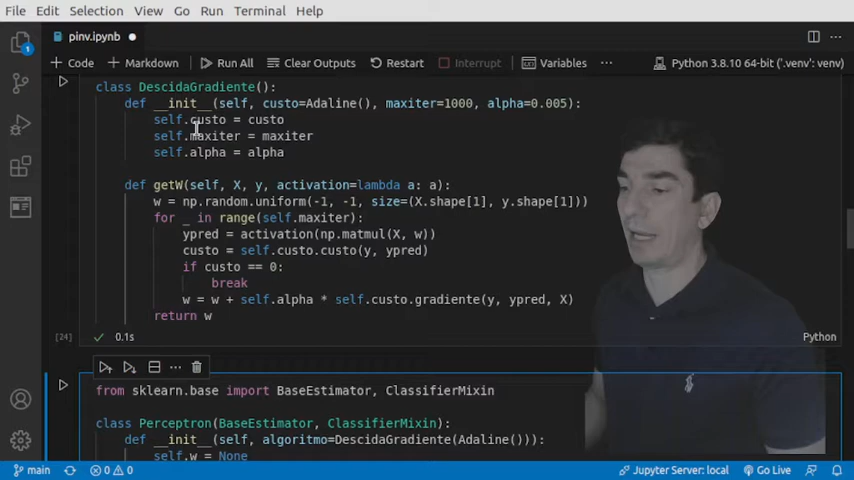 File Edit Selection View Go Run Terminal Help
pinv.ipynb
+ Code + Markdown Run All Clear Outputs Restart Interrupt Variables ... Python 3.8.10 64-bit ('.venv': venv)
class DescidaGradiente():
def __init__(self, custo=Adaline(), maxiter=1000, alpha=0.005):
self.custo = custo
self.maxiter = maxiter
self.alpha = alpha
def getW(self, X, y, activation=lambda a: a):
w = np.random.uniform(-1, -1, size=(X.shape[1], y.shape[1]))
for _ in range(self.maxiter):
ypred = activation(np.matmul(X, w))
custo = self.custo.custo(y, ypred)
if custo == 0:
break
w = w + self.alpha * self.custo.gradiente(y, ypred, X)
return w
[24] 0.1s Python
from sklearn.base import BaseEstimator, ClassifierMixin
class Perceptron(BaseEstimator, ClassifierMixin):
def __init__(self, algoritmo=DescidaGradiente(Adaline())):
self.w = None
main 0 0 Jupyter Server: local Go Live
1